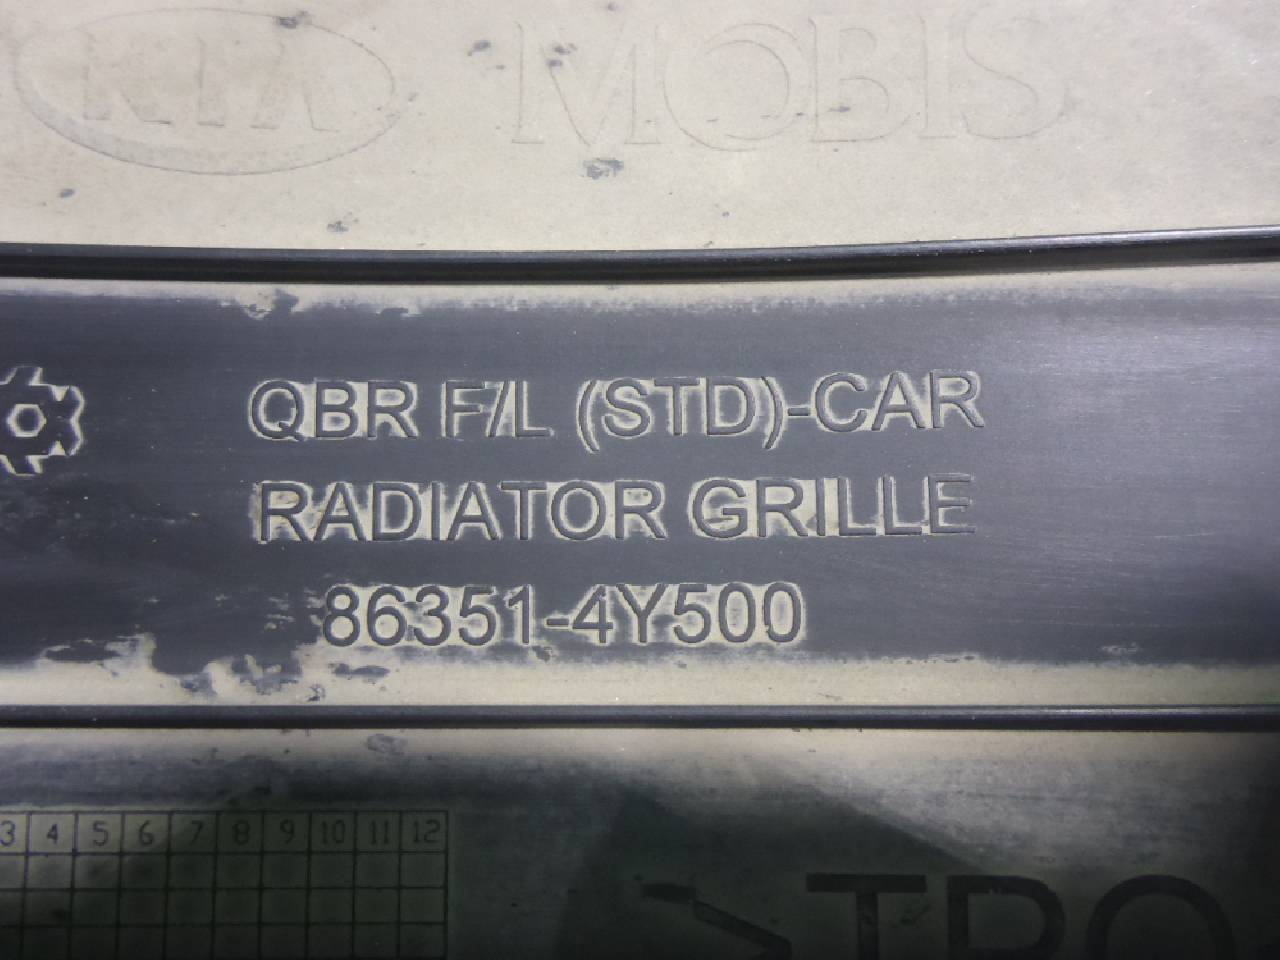 KIA MOBIS
QBR F/L (STD)-CAR
RADIATOR GRILLE
86351-4Y500
3 4 5 6 7 8 9 10 11 12